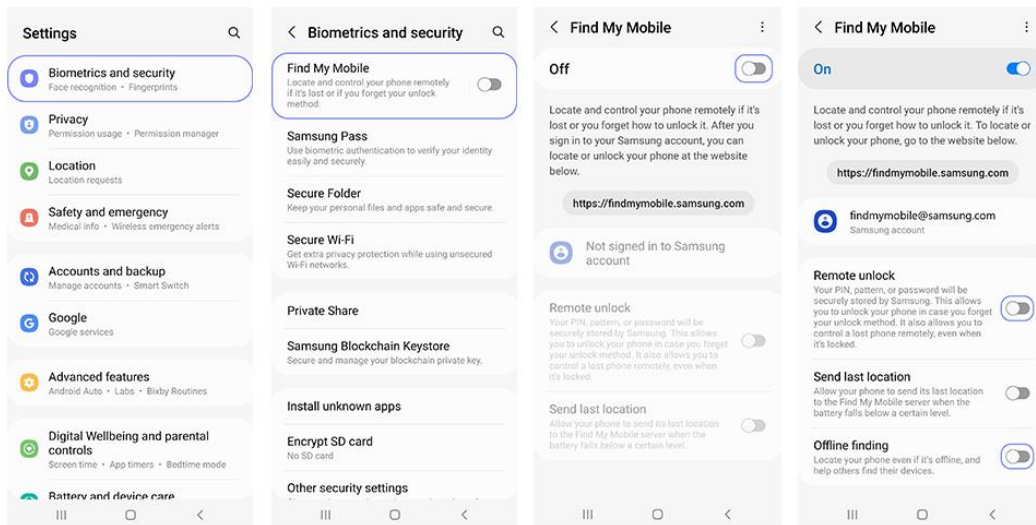 Settings
Biometrics and security
Face recognition • Fingerprints
Privacy
Permission usage • Permission manager
Location
Location requests
Safety and emergency
Medical info • Wireless emergency alerts
Accounts and backup
Manage accounts • Smart Switch
Google
Google services
Advanced features
Android Auto • Labs • Bixby Routines
Digital Wellbeing and parental
controls
Screen time • App timers • Bedtime mode
Battery and device care
Biometrics and security
Find My Mobile
Locate and control your phone remotely
if it's lost or if you forget your unlock
method.
Samsung Pass
Use biometric authentication to verify your identity
easily and securely.
Secure Folder
Keep your personal files and apps safe and secure.
Secure Wi-Fi
Get extra privacy protection while using unsecured
Wi-Fi networks.
Private Share
Samsung Blockchain Keystore
Secure and manage your blockchain private key.
Install unknown apps
Encrypt SD card
No SD card
Other security settings
Find My Mobile
Off
Locate and control your phone remotely if it's
lost or you forget how to unlock it. After you
sign in to your Samsung account, you can
locate or unlock your phone at the website
below.
https://findmymobile.samsung.com
Not signed in to Samsung
account
Remote unlock
Your PIN, pattern, or password will be
securely stored by Samsung. This allows
you to unlock your phone in case you forget
your unlock method. It also allows you to
control a lost phone remotely, even when
it's locked.
Send last location
Allow your phone to send its last location
to the Find My Mobile server when the
battery falls below a certain level.
Find My Mobile
On
Locate and control your phone remotely if it's
lost or you forget how to unlock it. To locate or
unlock your phone, go to the website below.
https://findmymobile.samsung.com
findmymobile@samsung.com
Samsung account
Remote unlock
Your PIN, pattern, or password will be
securely stored by Samsung. This allows
you to unlock your phone in case you forget
your unlock method. It also allows you to
control a lost phone remotely, even when
it's locked.
Send last location
Allow your phone to send its last location
to the Find My Mobile server when the
battery falls below a certain level.
Offline finding
Locate your phone even if it's offline, and
help others find their devices.